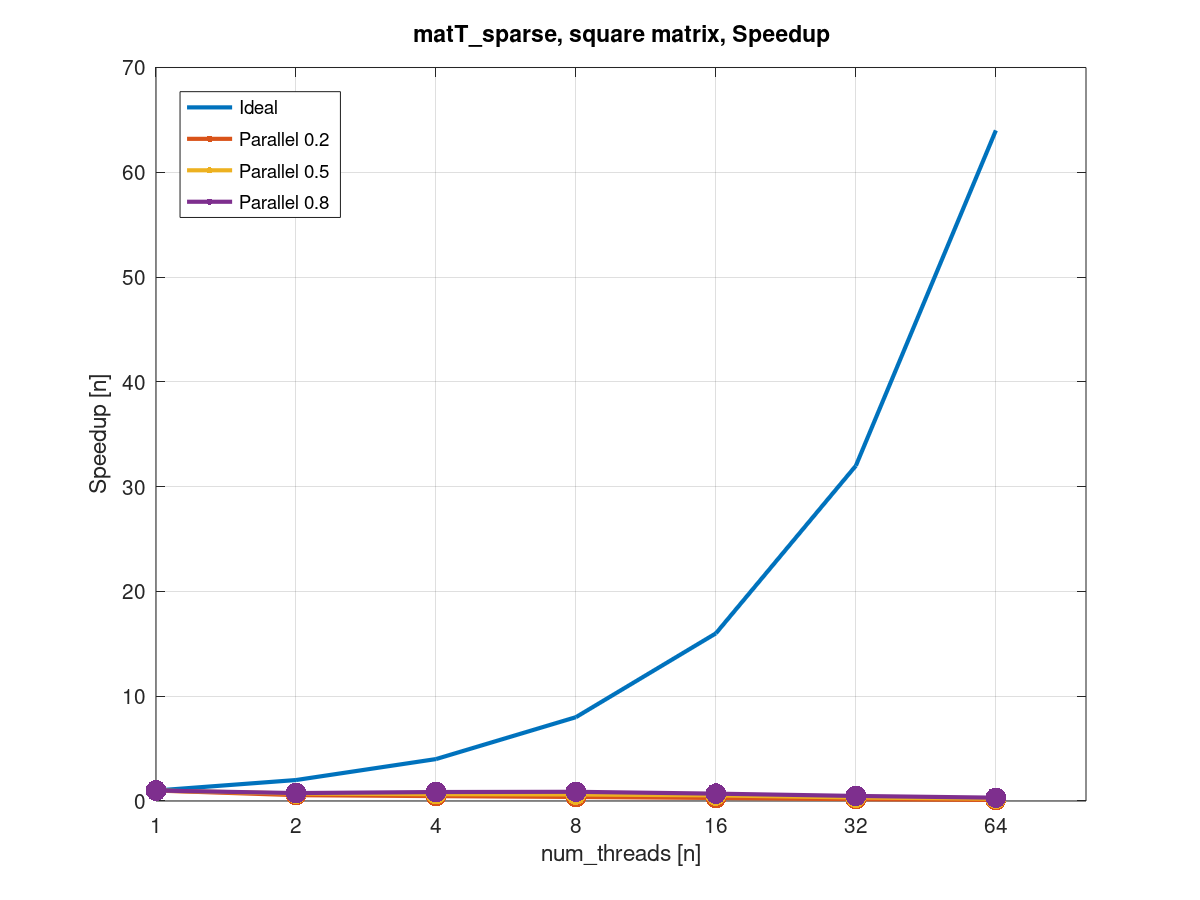 matT_sparse, square matrix, Speedup
70
60
50
40
30
20
10
0
Speedup [n]
Ideal
Parallel 0.2
Parallel 0.5
Parallel 0.8
1 2 4 8 16 32 64
num_threads [n]